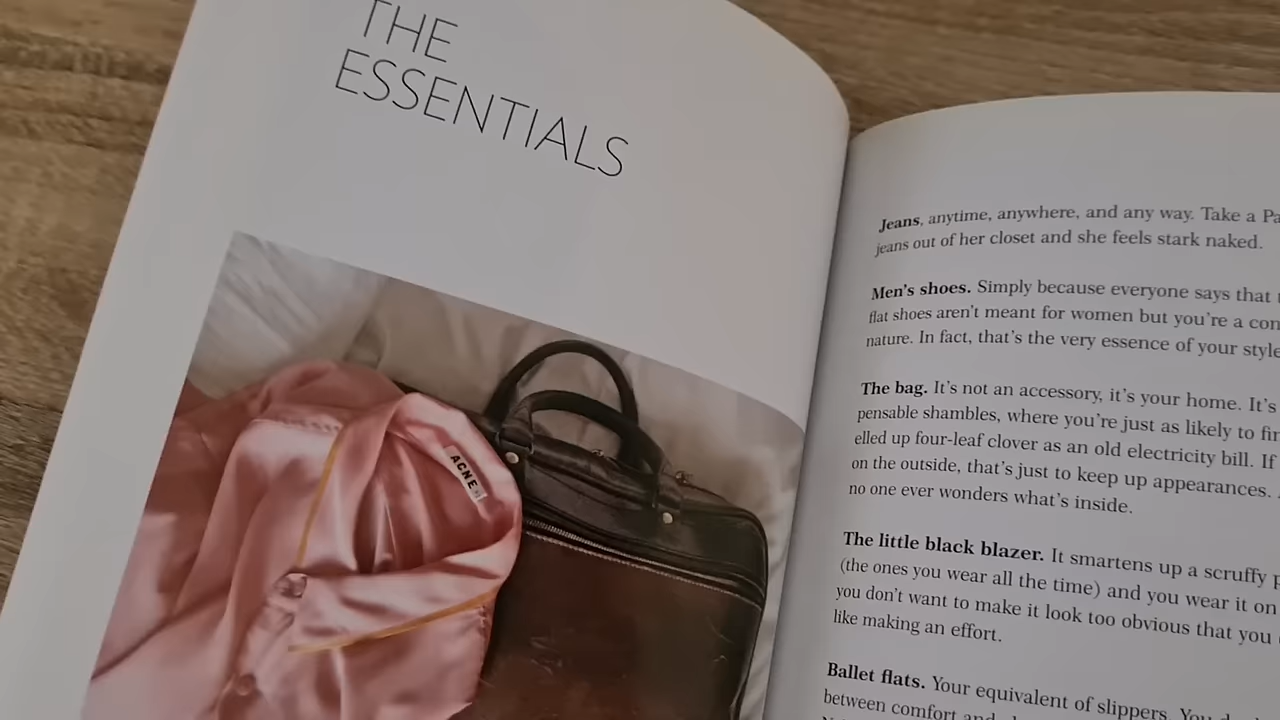 THE
ESSENTIALS
ACNE
Jeans, anytime, anywhere, and any way. Take a
jeans out of her closet and she feels stark naked.
Men's shoes. Simply because everyone says that
flat shoes aren't meant for women but you're a
nature. In fact, that's the very essence of your style
The bag. It's not an accessory, it's your home. It's
pensable shambles, where you're just as likely to
elled up four-leaf clover as an old electricity bill. If
on the outside, that's just to keep up appearances.
no one ever wonders what's inside.
The little black blazer. It smartens up a scruffy
(the ones you wear all the time) and you wear it on
you don't want to make it look too obvious that you
like making an effort.
Ballet flats. Your equivalent of slippers. You
between comfort and